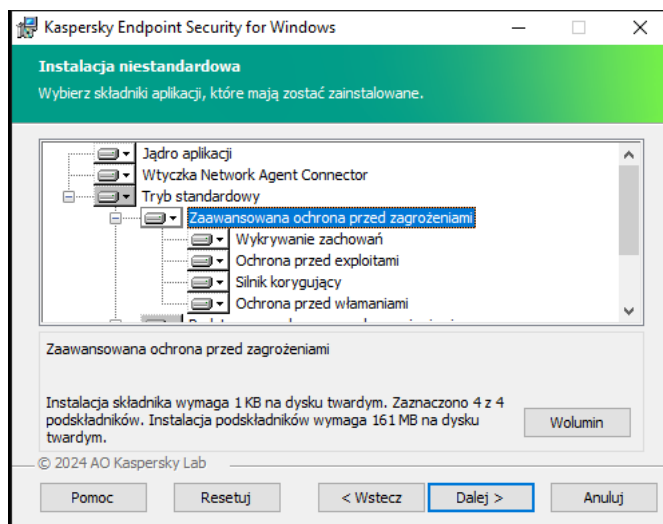 Kaspersky Endpoint Security for Windows
Instalacja niestandardowa
Wybierz składniki aplikacji, które mają zostać zainstalowane.
Jądro aplikacji
Wtyczka Network Agent Connector
Tryb standardowy
Zaawansowana ochrona przed zagrożeniami
Wykrywanie zachowań
Ochrona przed exploitami
Silnik korygujący
Ochrona przed włamaniami
Zaawansowana ochrona przed zagrożeniami
Instalacja składnika wymaga 1 KB na dysku twardym. Zaznaczono 4 z 4
podskładników. Instalacja podskładników wymaga 161 MB na dysku
twardym.
Wolumin
© 2024 AO Kaspersky Lab
Pomoc
Resetuj
< Wstecz
Dalej >
Anuluj